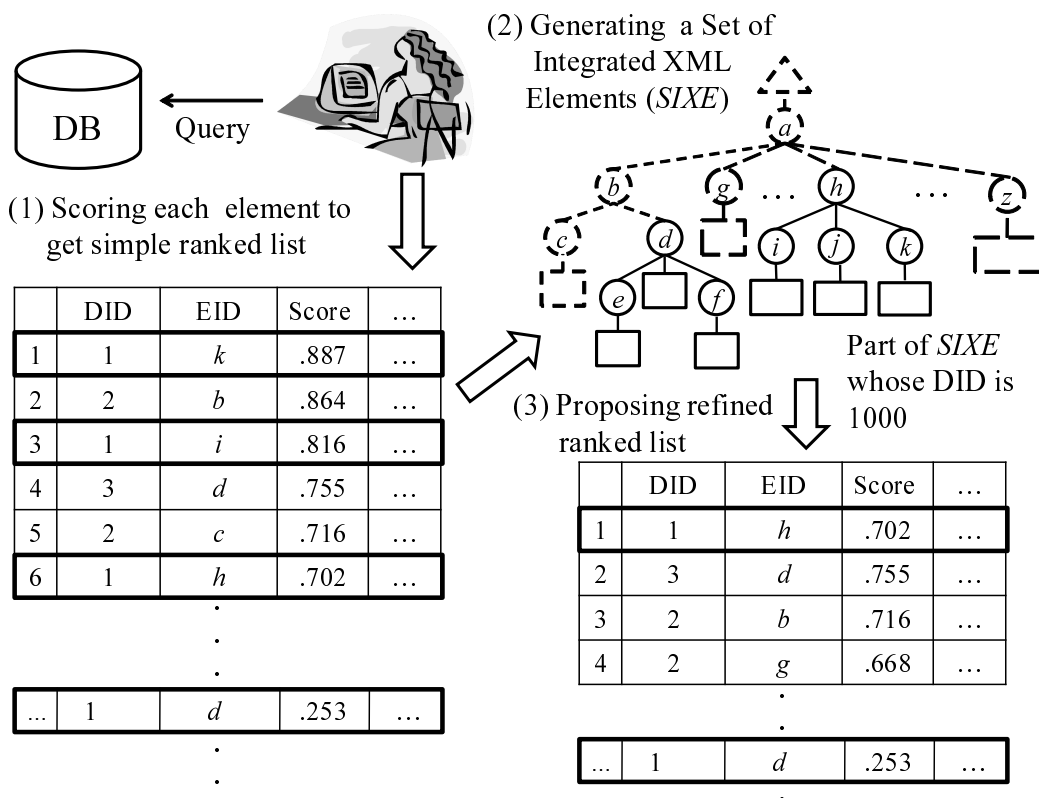 DB
Query
(1) Scoring each element to
get simple ranked list
DID EID Score …
1 1 k .887 …
2 2 b .864 …
3 1 i .816 …
4 3 d .755 …
5 2 c .716 …
6 1 h .702 …
... 1 d .253 …
(2) Generating a Set of
Integrated XML
Elements (SIXE)
a
b g … h … z
c d i j k
e f
Part of SIXE
whose DID is
1000
(3) Proposing refined
ranked list
DID EID Score …
1 1 h .702 …
2 3 d .755 …
3 2 b .716 …
4 2 g .668 …
... 1 d .253 …